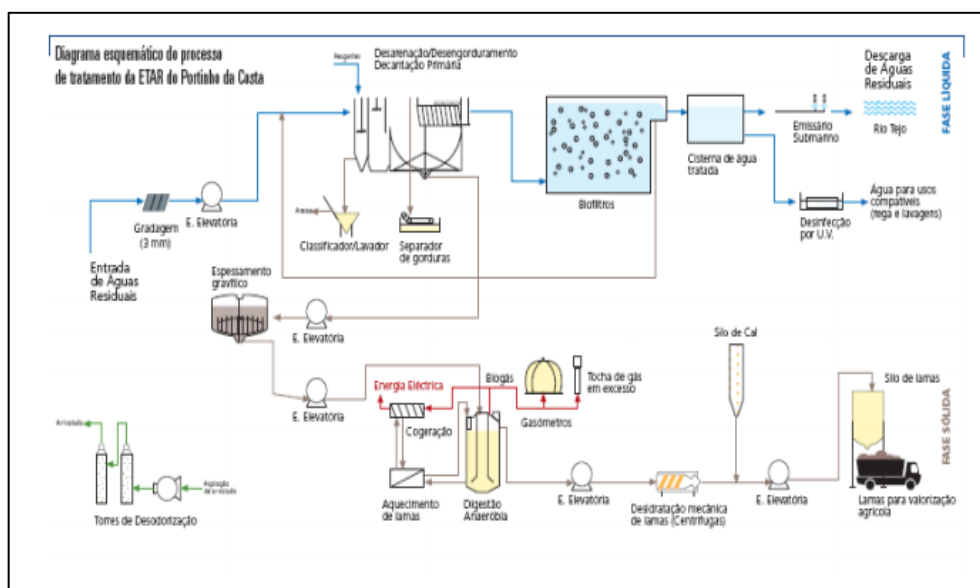 Diagrama esquemático do processo
de tratamento da ETAR do Portinho da Costa
Reagentes
Desarenação/Desengorduramento
Decantação Primária
Descarga
de Águas
Residuais
FASE LÍQUIDA
Emissário
Submarino
Rio Tejo
Cisterna de água
tratada
Biofiltros
Gradagem
(3 mm)
E. Elevatória
Areias
Classificador/Lavador
Separador
de gorduras
Desinfecção
por U.V.
Água para usos
compatíveis
(rega e lavagens)
Entrada
de Águas
Residuais
Espessamento
gravítico
E. Elevatória
Silo de Cal
Silo de lamas
E. Elevatória
Energia Eléctrica
Biogás
Tocha de gás
em excesso
Cogeração
Gasómetros
FASE SÓLIDA
Ar tratado
Torres de Desodorização
Aquecimento
de lamas
Digestão
Anaeróbia
E. Elevatória
Desidratação mecânica
de lamas (Centrífugas)
E. Elevatória
Lamas para valorização
agrícola